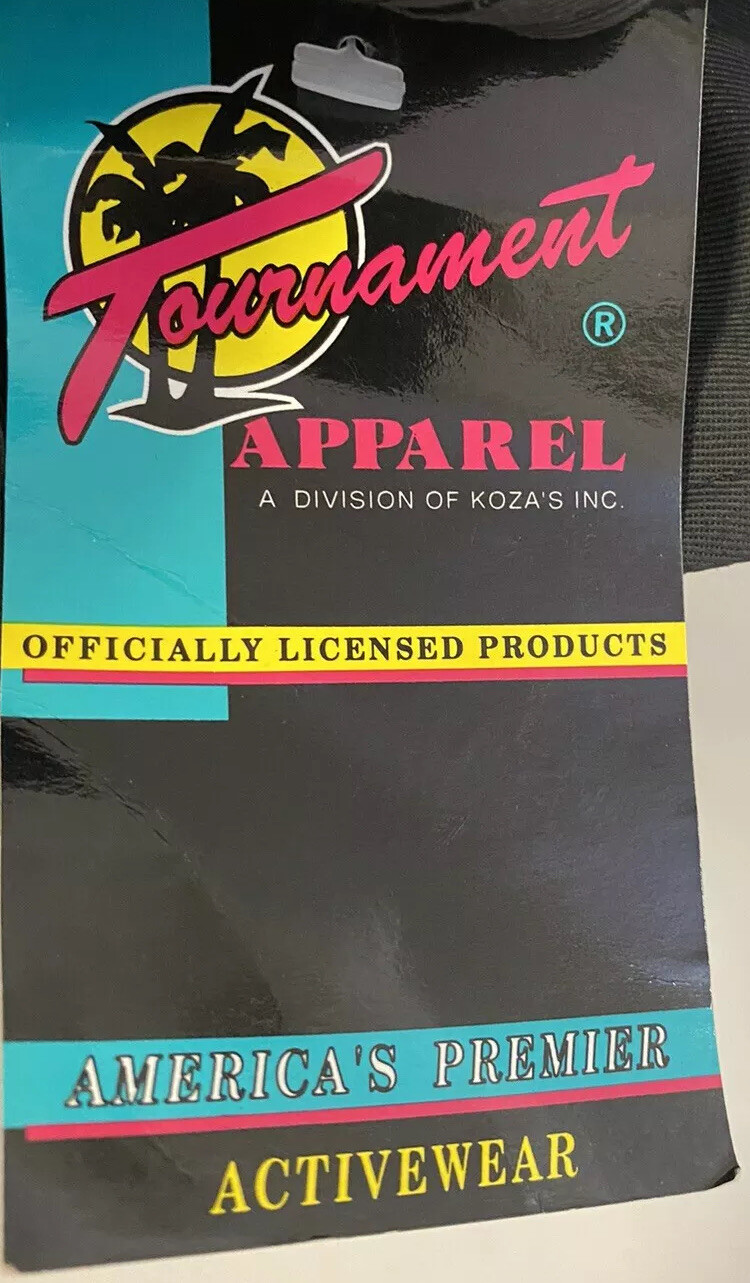 Tournament
®
APPAREL
A DIVISION OF KOZA'S INC.
OFFICIALLY LICENSED PRODUCTS
AMERICA'S PREMIER
ACTIVEWEAR